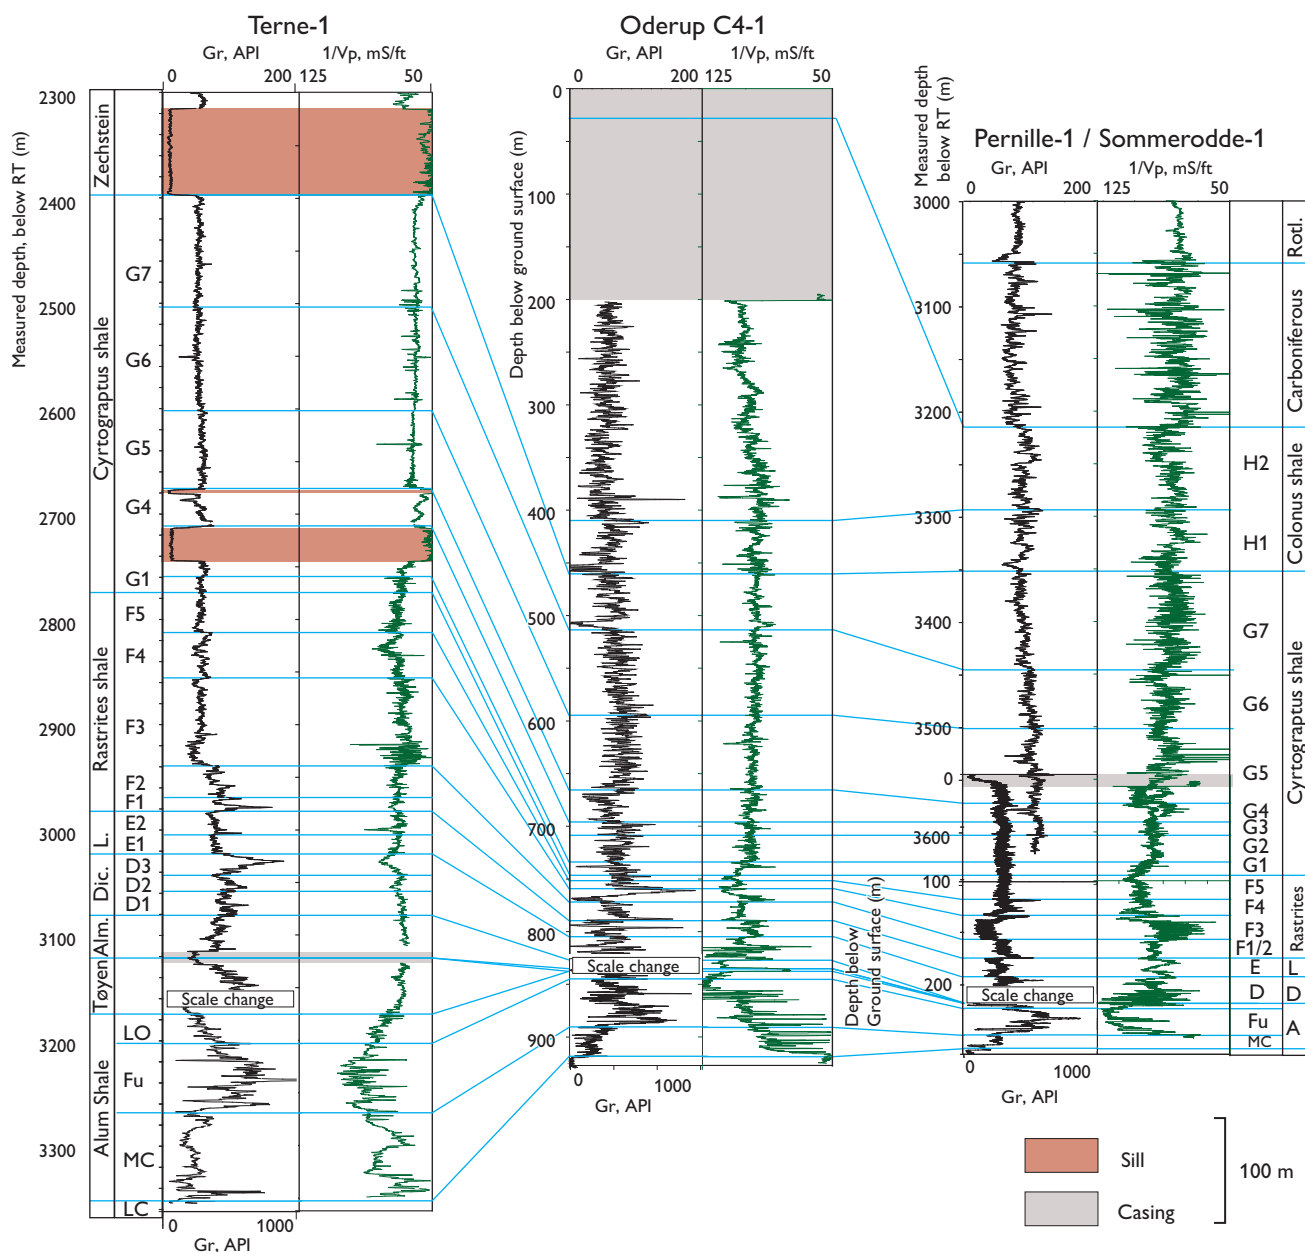 Terne-1
Gr, API
1/Vp, mS/ft
0
200
125
50
Measured depth, below RT (m)
2300
2400
2500
2600
2700
2800
2900
3000
3100
3200
3300
Zechstein
Cyrtograptus shale
Rastrites shale
L.
Dic.
Alm.
Tøyen
Alum Shale
G7
G6
G5
G4
G1
F5
F4
F3
F2
F1
E2
E1
D3
D2
D1
LO
Fu
MC
LC
Scale change
0
1000
Gr, API
Oderup C4-1
Gr, API
1/Vp, mS/ft
0
200
125
50
Depth below ground surface (m)
0
100
200
300
400
500
600
700
800
900
Scale change
0
1000
Gr, API
Pernille-1 / Sommerodde-1
Gr, API
1/Vp, mS/ft
0
200
125
50
Measured depth
below RT (m)
3000
3100
3200
3300
3400
3500
0
3600
100
200
Depth below
Ground surface (m)
Scale change
0
1000
Gr, API
H2
H1
G7
G6
G5
G4
G3
G2
G1
F5
F4
F3
F1/2
E
D
Fu
MC
Rotl.
Carboniferous
Colonus shale
Cyrtograptus shale
Rastrites
L
D
A
Sill
Casing
100 m